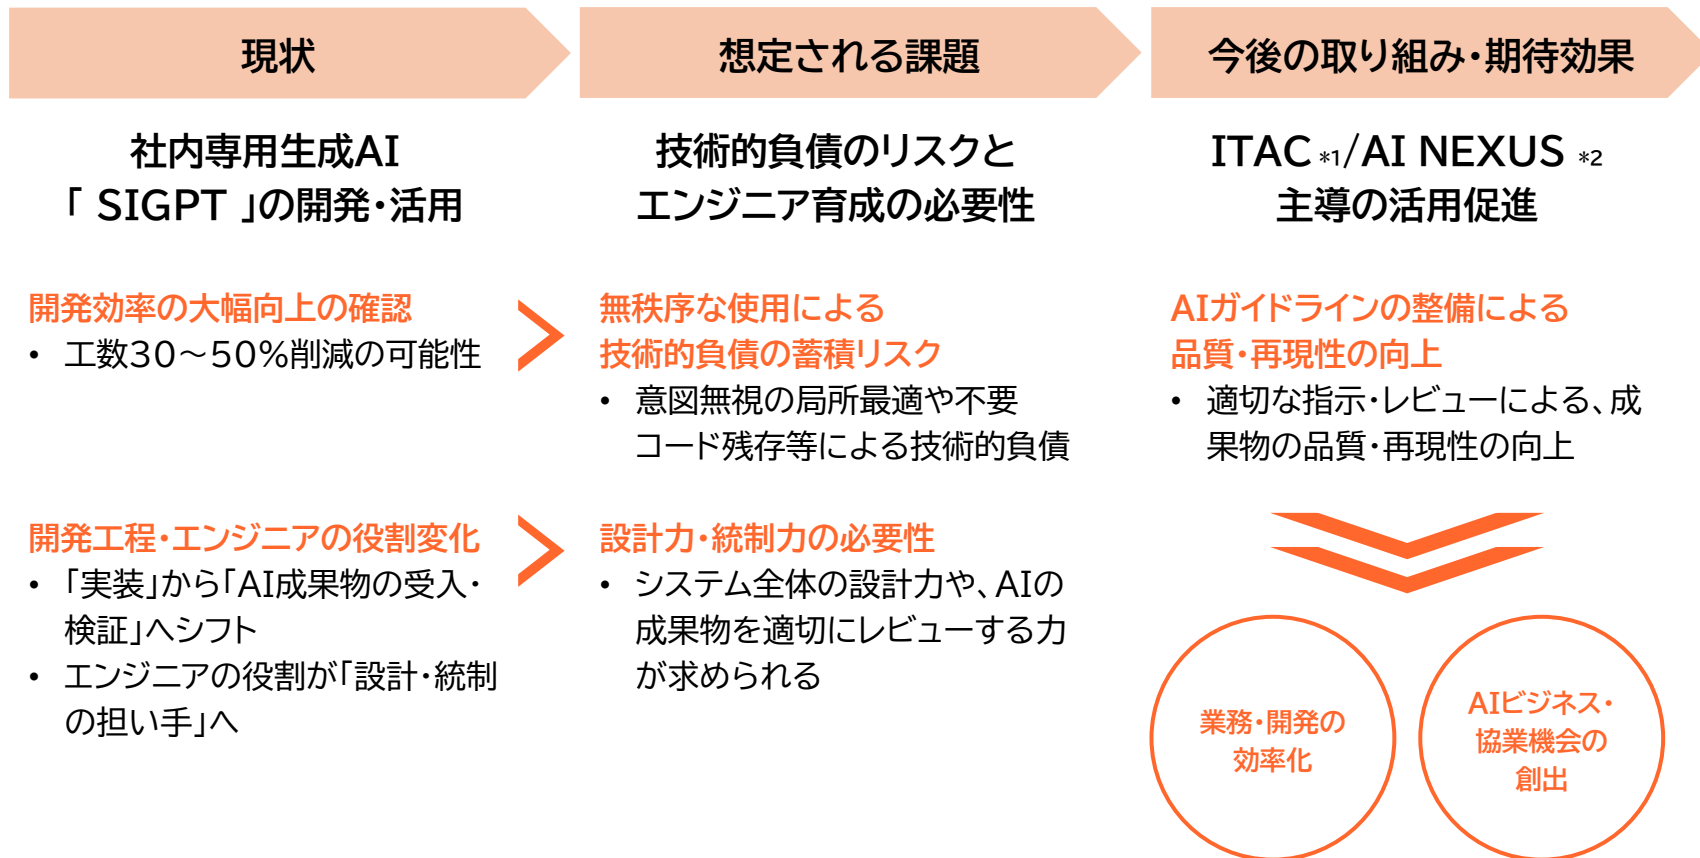 現状
社内専用生成AI
「 SIGPT 」の開発・活用
開発効率の大幅向上の確認
• 工数30～50%削減の可能性
開発工程・エンジニアの役割変化
• 「実装」から「AI成果物の受入・
検証」へシフト
• エンジニアの役割が「設計・統制
の担い手」へ
想定される課題
技術的負債のリスクと
エンジニア育成の必要性
無秩序な使用による
技術的負債の蓄積リスク
• 意図無視の局所最適や不要
コード残存等による技術的負債
設計力・統制力の必要性
• システム全体の設計力や、AIの
成果物を適切にレビューする力
が求められる
今後の取り組み・期待効果
ITAC *1/AI NEXUS *2
主導の活用促進
AIガイドラインの整備による
品質・再現性の向上
• 適切な指示・レビューによる、成
果物の品質・再現性の向上
業務・開発の
効率化
AIビジネス・
協業機会の
創出